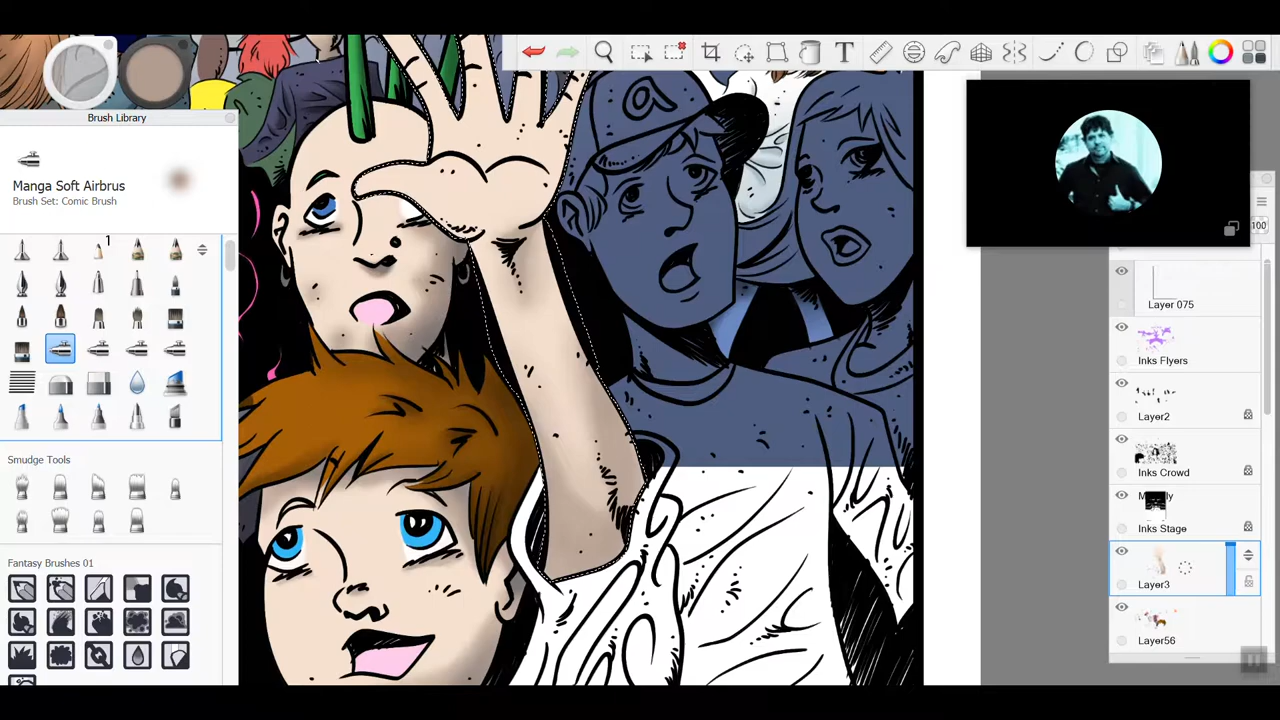 Brush Library
Manga Soft Airbrus
Brush Set: Comic Brush
1
Smudge Tools
Fantasy Brushes 01
T
a
100
Layer 075
Inks Flyers
Layer2
Inks Crowd
Inks Stage
Layer3
Layer56